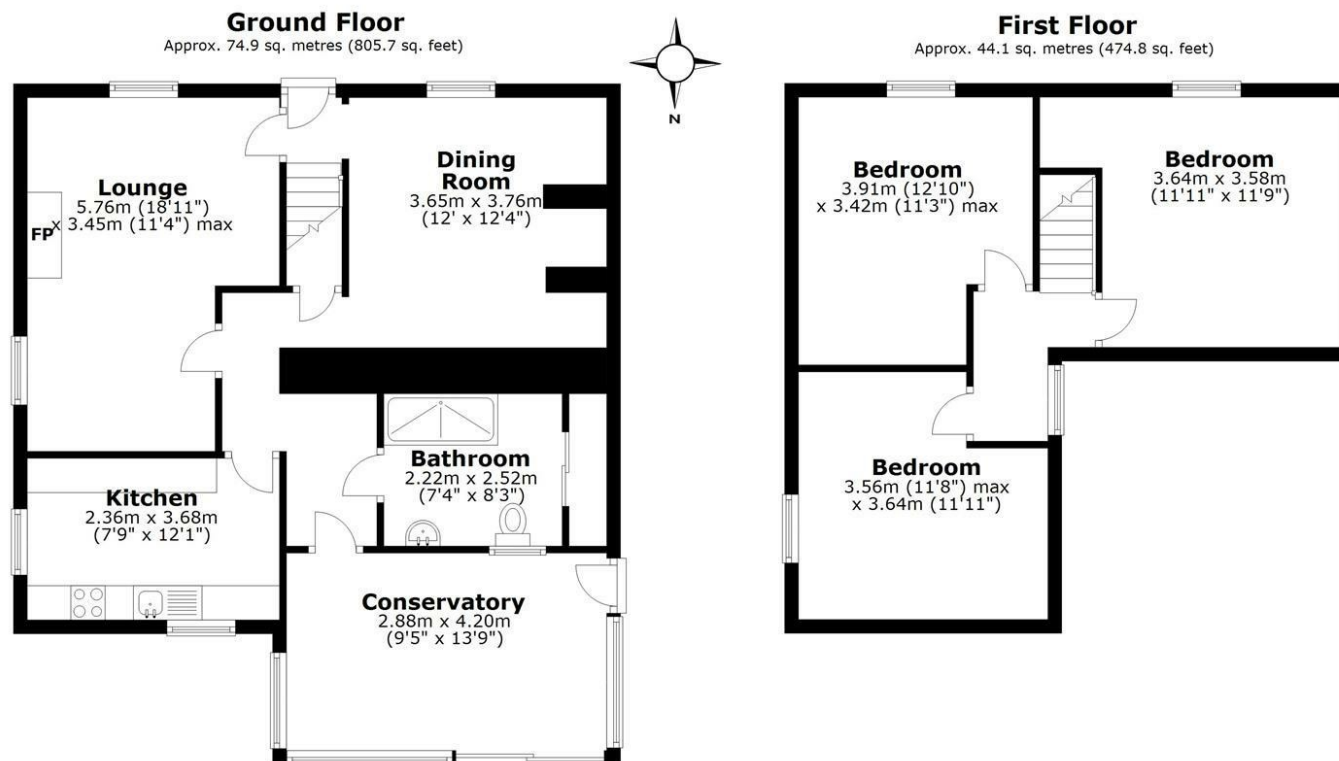 Ground Floor
Approx. 74.9 sq. metres (805.7 sq. feet)
N
First Floor
Approx. 44.1 sq. metres (474.8 sq. feet)
Lounge
5.76m (18'11")
x 3.45m (11'4") max
FP
Dining
Room
3.65m x 3.76m
(12' x 12'4")
Kitchen
2.36m x 3.68m
(7'9" x 12'1")
Bathroom
2.22m x 2.52m
(7'4" x 8'3")
Conservatory
2.88m x 4.20m
(9'5" x 13'9")
Bedroom
3.91m (12'10")
x 3.42m (11'3") max
Bedroom
3.64m x 3.58m
(11'11" x 11'9")
Bedroom
3.56m (11'8") max
x 3.64m (11'11")